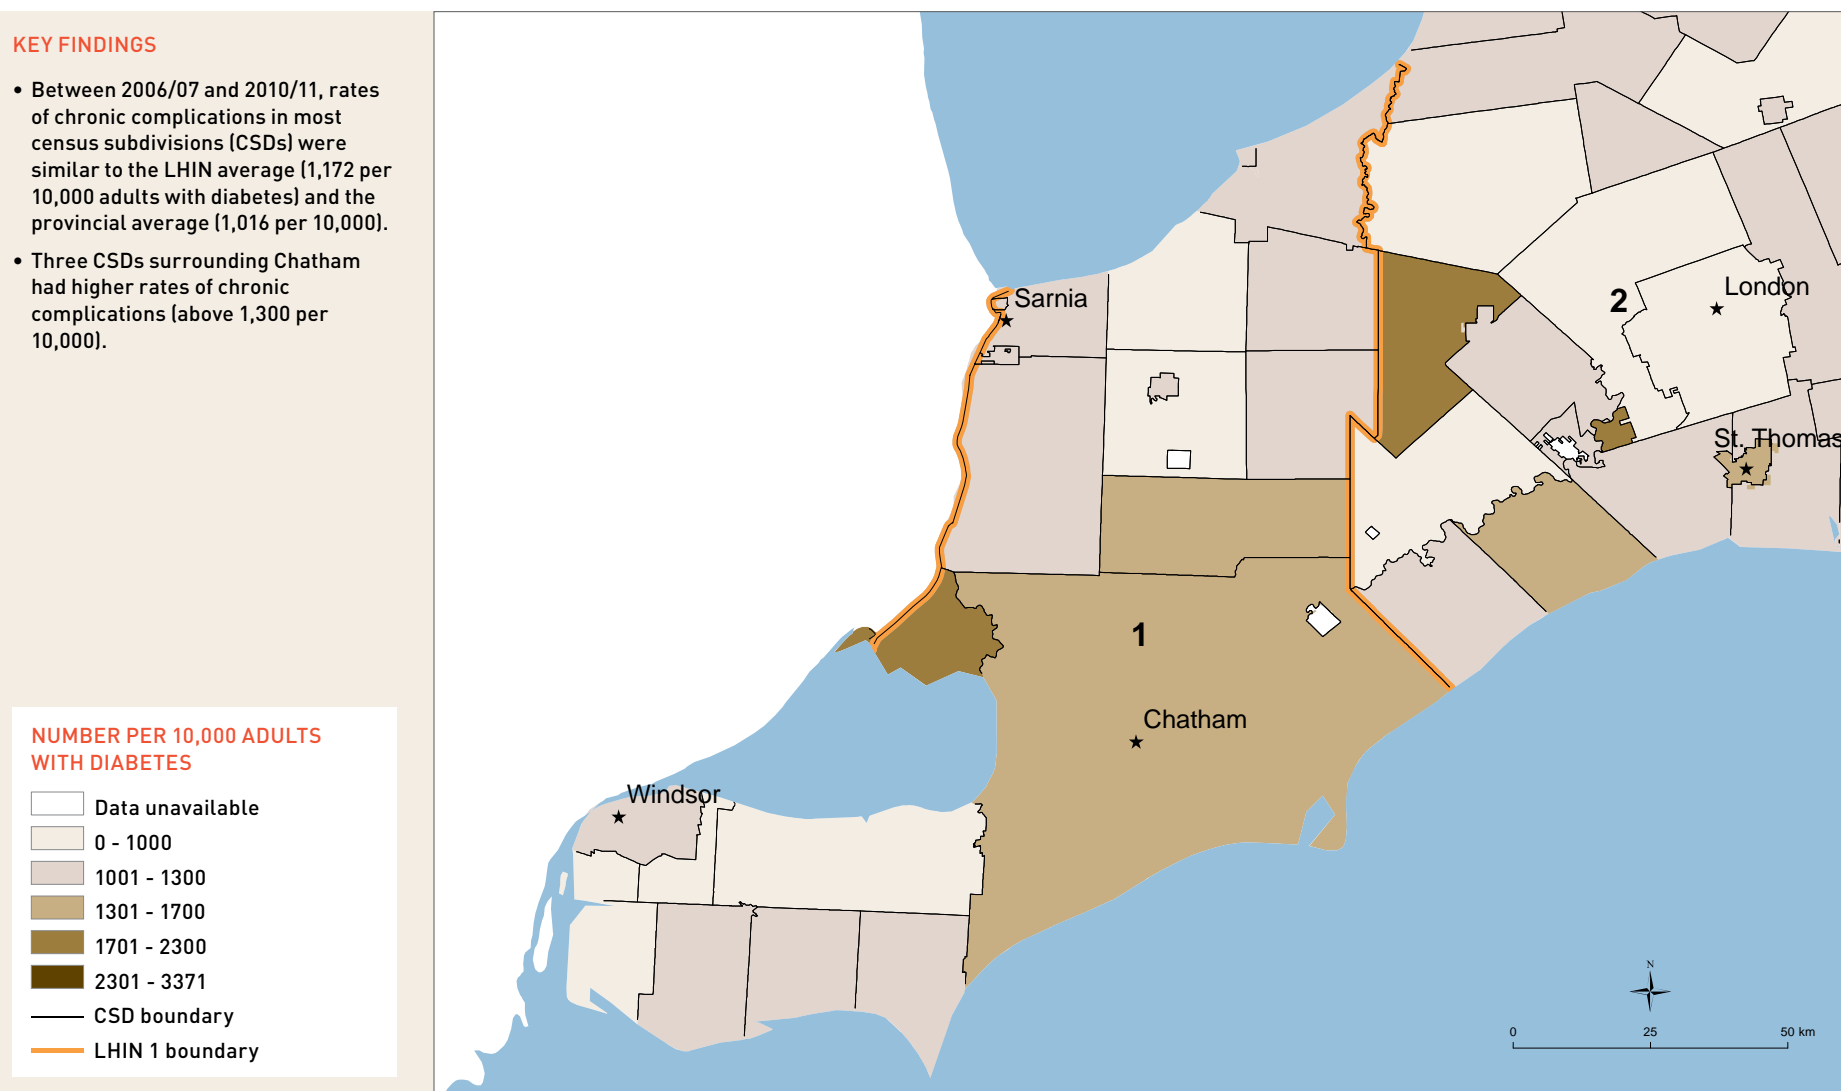 KEY FINDINGS
• Between 2006/07 and 2010/11, rates
of chronic complications in most
census subdivisions (CSDs) were
similar to the LHIN average (1,172 per
10,000 adults with diabetes) and the
provincial average (1,016 per 10,000).
• Three CSDs surrounding Chatham
had higher rates of chronic
complications (above 1,300 per
10,000).
NUMBER PER 10,000 ADULTS
WITH DIABETES
Data unavailable
0 - 1000
1001 - 1300
1301 - 1700
1701 - 2300
2301 - 3371
CSD boundary
LHIN 1 boundary
Sarnia
2
London
St. Thomas
1
Chatham
Windsor
N
0 25 50 km